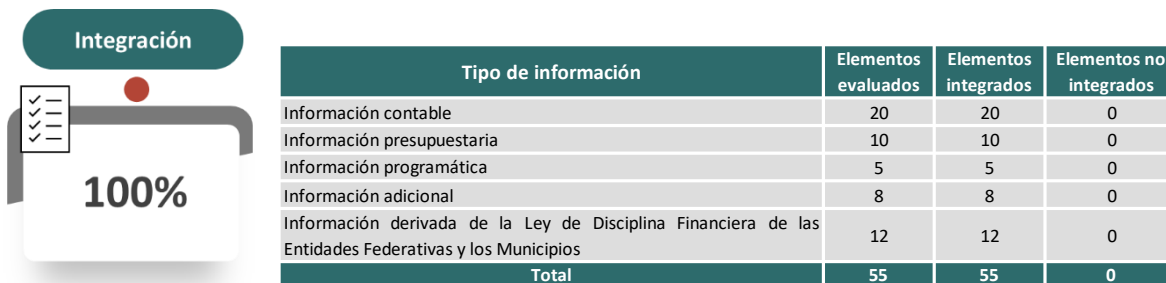 Integración
100%
Tipo de información
Elementos
evaluados
Elementos
integrados
Elementos no
integrados
Información contable 20 20 0
Información presupuestaria 10 10 0
Información programática 5 5 0
Información adicional 8 8 0
Información derivada de la Ley de Disciplina Financiera de las
Entidades Federativas y los Municipios 12 12 0
Total 55 55 0